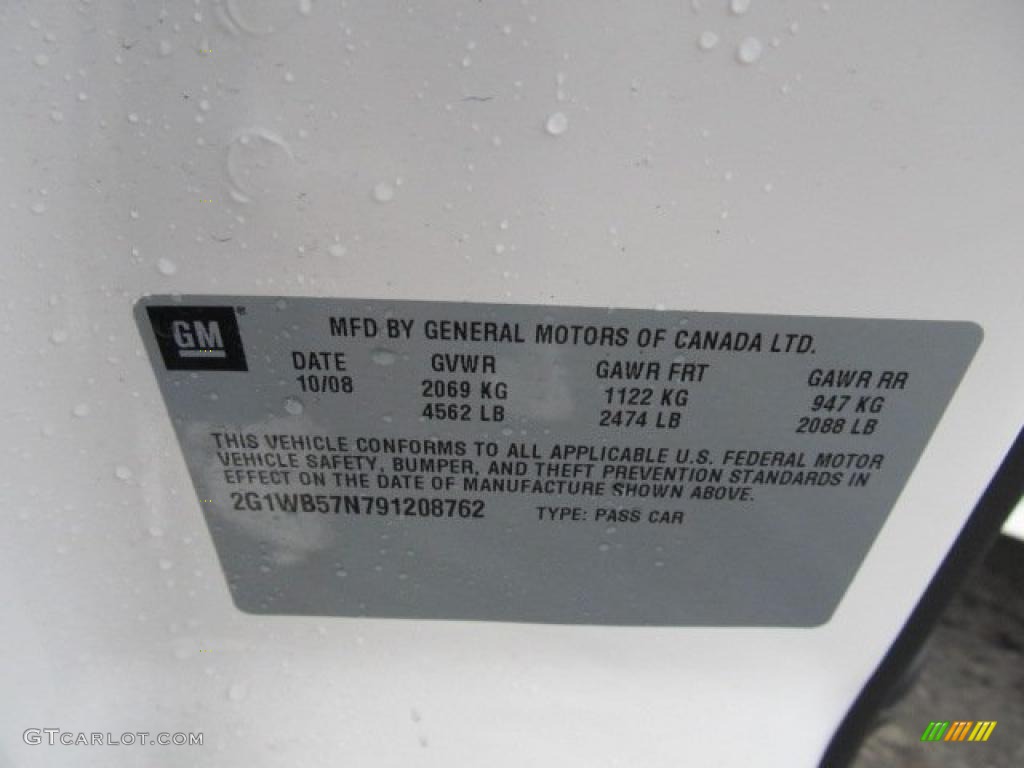 GM®
MFD BY GENERAL MOTORS OF CANADA LTD.
DATE GVWR GAWR FRT GAWR RR
10/08 2069 KG 1122 KG 947 KG
4562 LB 2474 LB 2088 LB
THIS VEHICLE CONFORMS TO ALL APPLICABLE U.S. FEDERAL MOTOR
VEHICLE SAFETY, BUMPER, AND THEFT PREVENTION STANDARDS IN
EFFECT ON THE DATE OF MANUFACTURE SHOWN ABOVE.
2G1WB57N791208762 TYPE: PASS CAR
GTCARLOT.COM